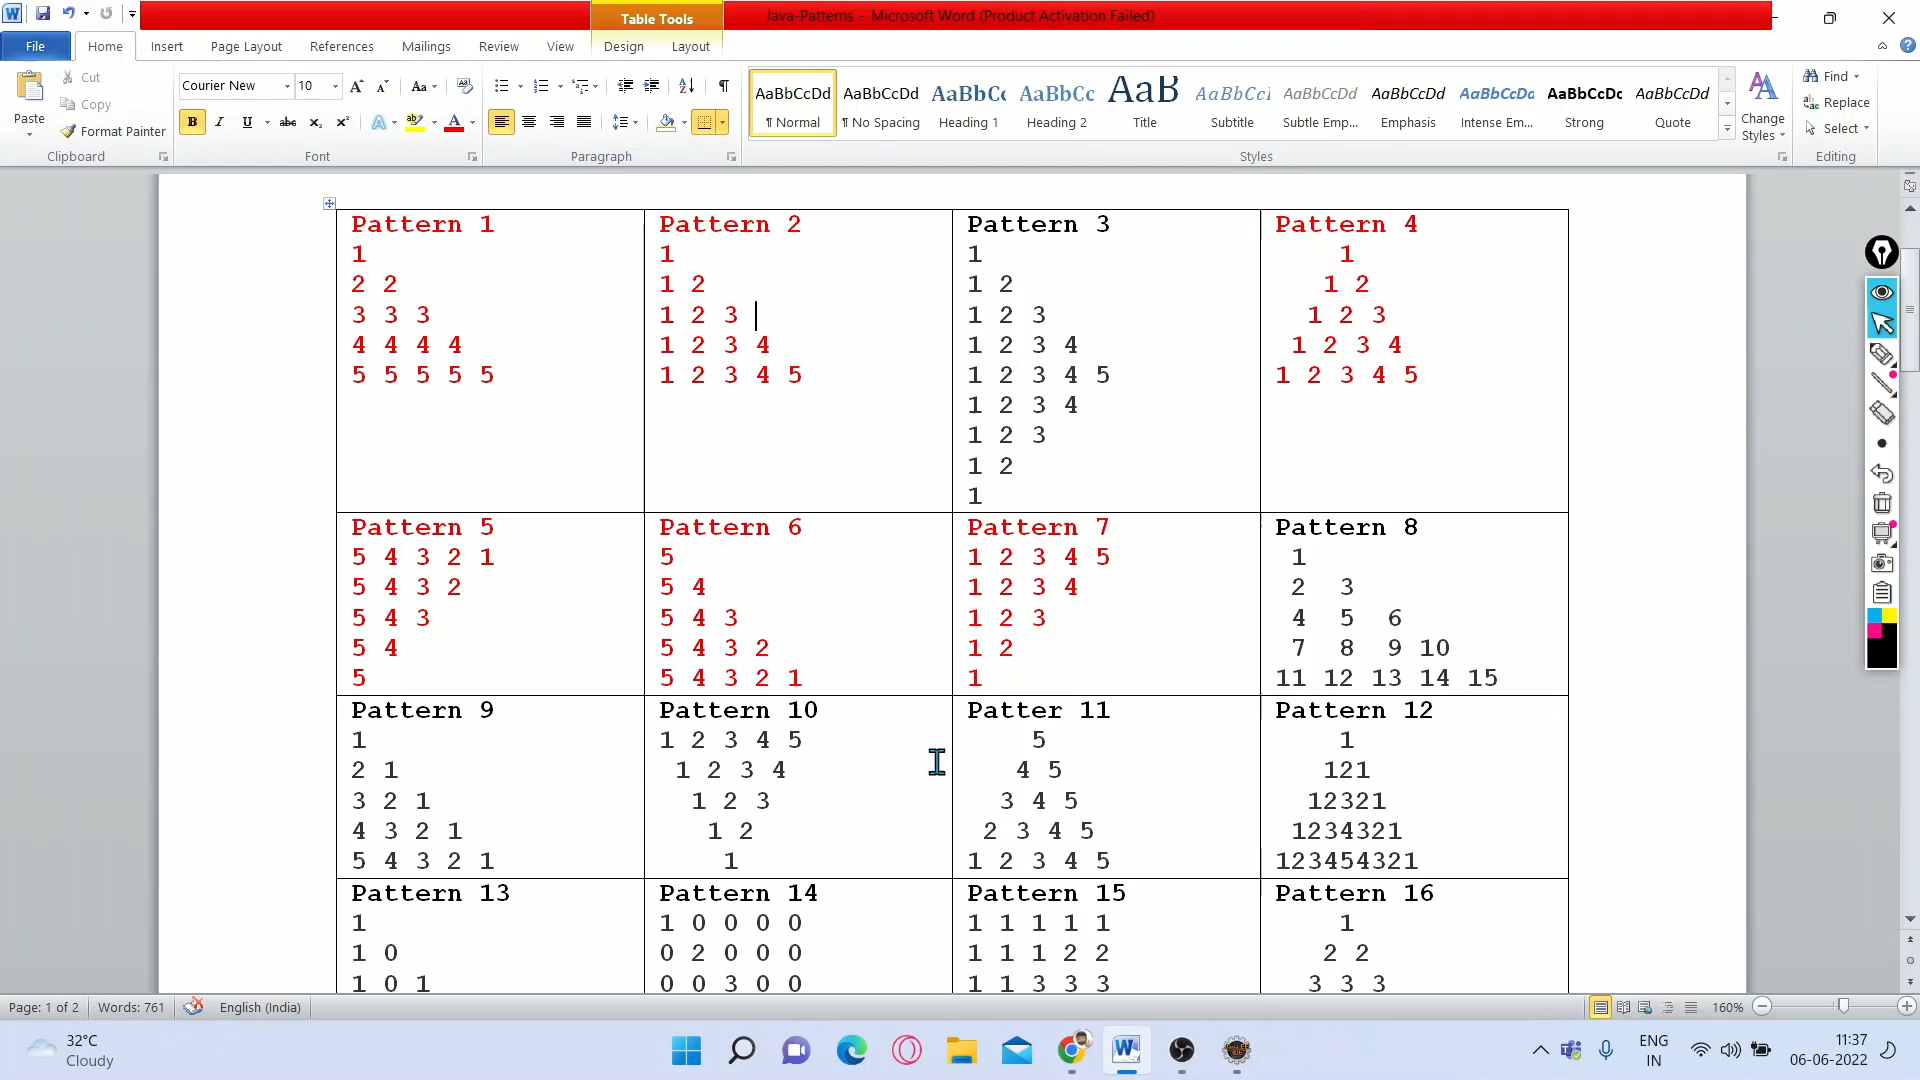 Table Tools
Java-Patterns - Microsoft Word (Product Activation Failed)
File Home Insert Page Layout References Mailings Review View Design Layout
Cut
Copy
Format Painter
Paste
Clipboard
Courier New 10
Font
Paragraph
AaBbCcDd AaBbCcDd AaBbCc AaBbCc AaB AaBbCcI AaBbCcDd AaBbCcDd AaBbCcDd AaBbCcDc AaBbCcDd
¶ Normal ¶ No Spacing Heading 1 Heading 2 Title Subtitle Subtle Emp... Emphasis Intense Em... Strong Quote
Styles
Change Styles
Find
Replace
Select
Editing
Pattern 1
1
2 2
3 3 3
4 4 4 4
5 5 5 5 5
Pattern 2
1
1 2
1 2 3
1 2 3 4
1 2 3 4 5
Pattern 3
1
1 2
1 2 3
1 2 3 4
1 2 3 4 5
1 2 3 4
1 2 3
1 2
1
Pattern 4
1
1 2
1 2 3
1 2 3 4
1 2 3 4 5
Pattern 5
5 4 3 2 1
5 4 3 2
5 4 3
5 4
5
Pattern 6
5
5 4
5 4 3
5 4 3 2
5 4 3 2 1
Pattern 7
1 2 3 4 5
1 2 3 4
1 2 3
1 2
1
Pattern 8
1
2 3
4 5 6
7 8 9 10
11 12 13 14 15
Pattern 9
1
2 1
3 2 1
4 3 2 1
5 4 3 2 1
Pattern 10
1 2 3 4 5
1 2 3 4
1 2 3
1 2
1
Patter 11
5
4 5
3 4 5
2 3 4 5
1 2 3 4 5
Pattern 12
1
121
12321
1234321
123454321
Pattern 13
1
1 0
1 0 1
Pattern 14
1 0 0 0 0
0 2 0 0 0
0 0 3 0 0
Pattern 15
1 1 1 1 1
1 1 1 2 2
1 1 3 3 3
Pattern 16
1
2 2
3 3 3
Page: 1 of 2 Words: 761 English (India) 160%
32°C
Cloudy
ENG
IN
11:37
06-06-2022